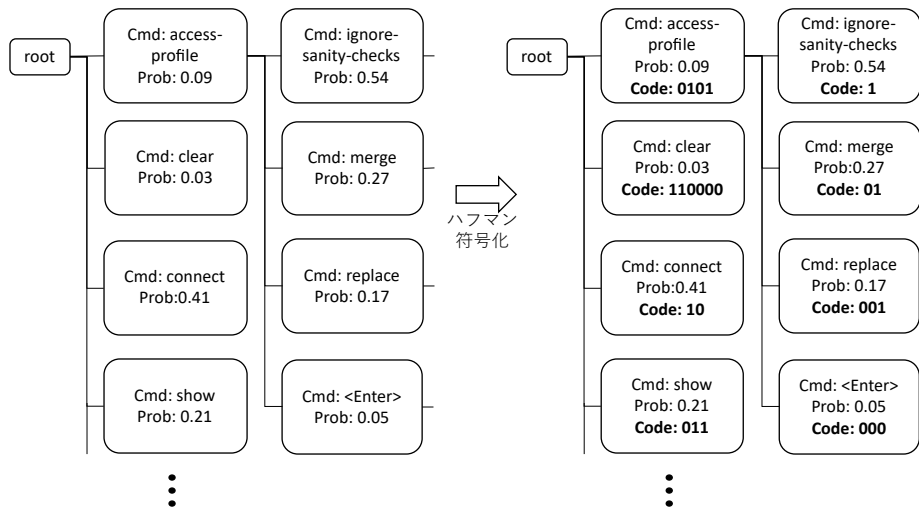 root
Cmd: access-
profile
Prob: 0.09
Cmd: ignore-
sanity-checks
Prob: 0.54
Cmd: clear
Prob: 0.03
Cmd: merge
Prob: 0.27
Cmd: connect
Prob:0.41
Cmd: replace
Prob: 0.17
Cmd: show
Prob: 0.21
Cmd: <Enter>
Prob: 0.05
ハフマン
符号化
root
Cmd: access-
profile
Prob: 0.09
Code: 0101
Cmd: ignore-
sanity-checks
Prob: 0.54
Code: 1
Cmd: clear
Prob: 0.03
Code: 110000
Cmd: merge
Prob:0.27
Code: 01
Cmd: connect
Prob:0.41
Code: 10
Cmd: replace
Prob: 0.17
Code: 001
Cmd: show
Prob: 0.21
Code: 011
Cmd: <Enter>
Prob: 0.05
Code: 000